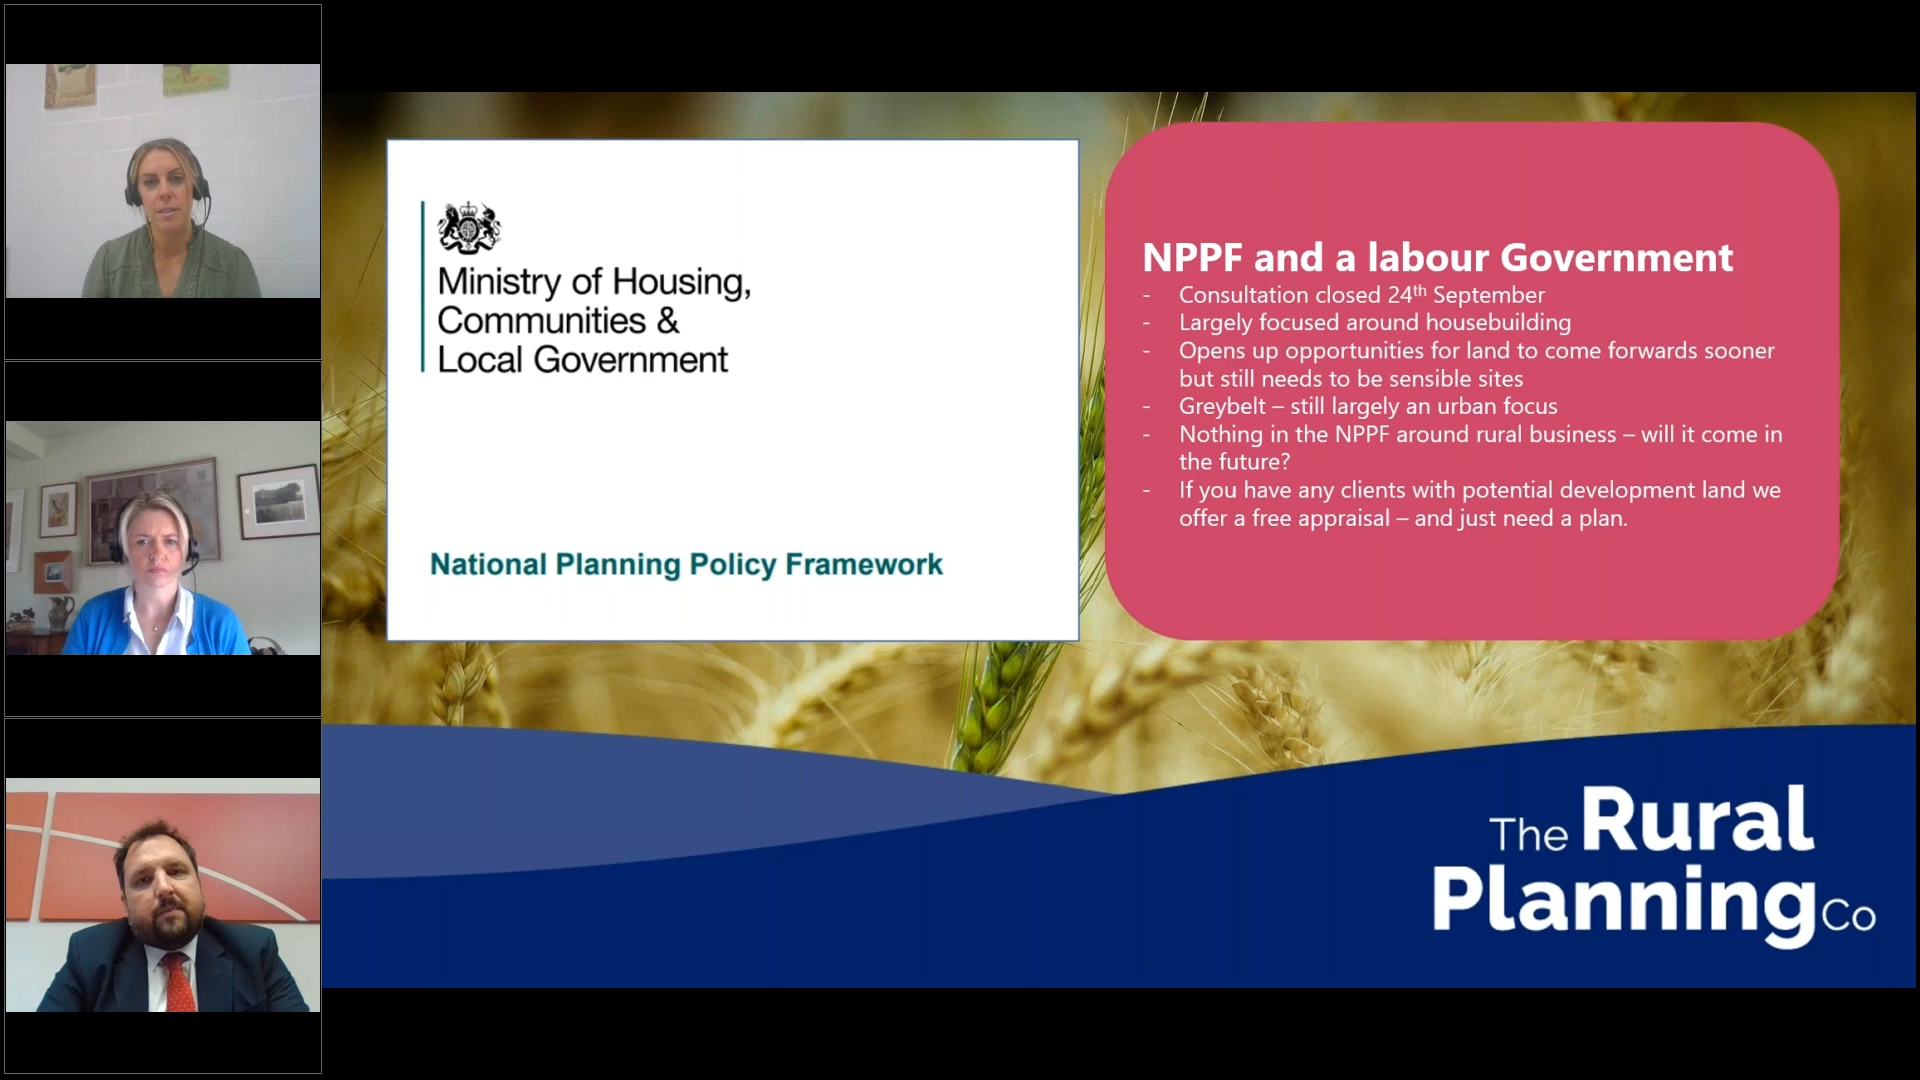 Ministry of Housing,
Communities &
Local Government
National Planning Policy Framework
NPPF and a labour Government
- Consultation closed 24th September
- Largely focused around housebuilding
- Opens up opportunities for land to come forwards sooner
but still needs to be sensible sites
- Greybelt – still largely an urban focus
- Nothing in the NPPF around rural business – will it come in
the future?
- If you have any clients with potential development land we
offer a free appraisal – and just need a plan.
The Rural
Planning Co